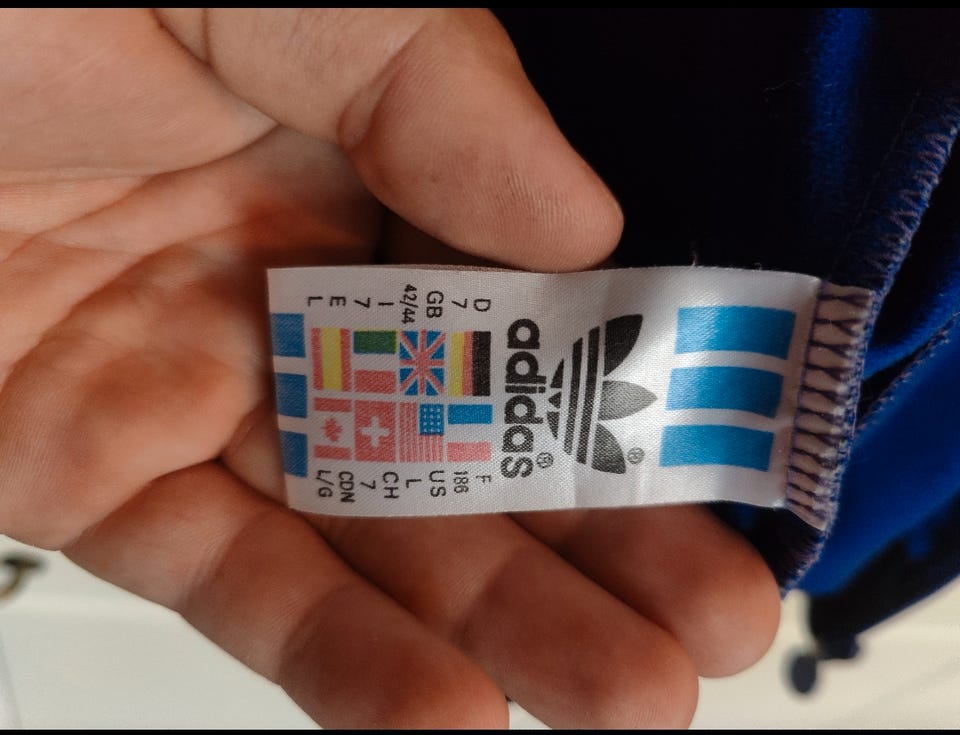 ®
adidas®
D F
7 186
GB US
42/44 L
I CH
7 7
E CDN
L L/G